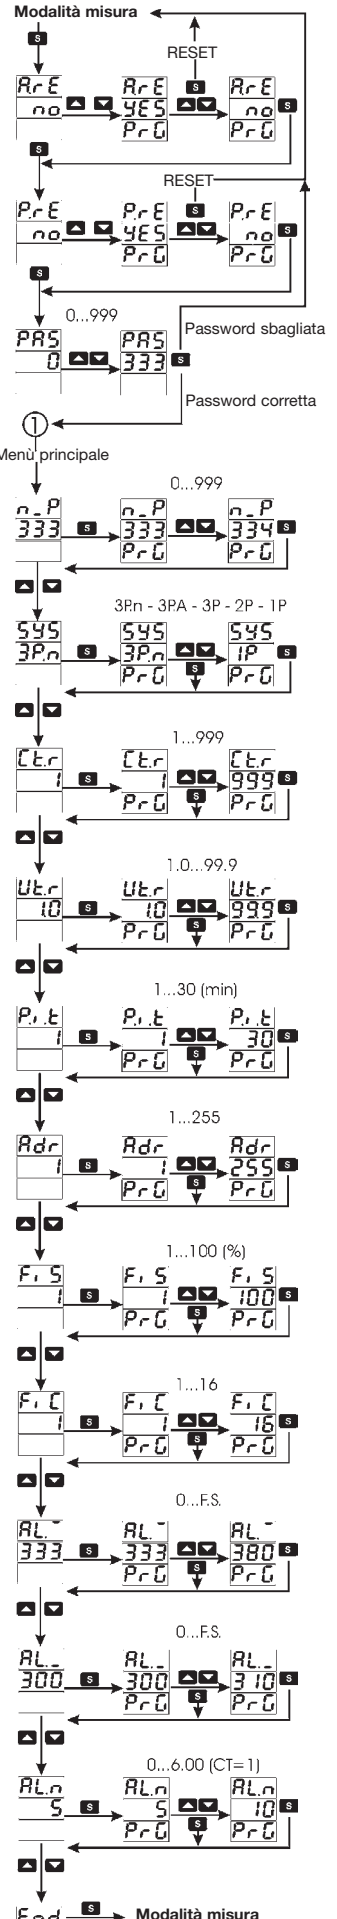 Modalità misura
S
RESET
A.r E A.r E S A.r E
no YES no S
PrG PrG
S
RESET
P.r E P.r E S P.r E
no YES no S
PrG PrG
S
0...999
PAS PAS
0 333 S
Password sbagliata
Password corretta
1
Menù principale
0...999
n_P n_P n_P
333 S 333 334 S
PrG PrG
3P.n - 3P.A - 3P - 2P - 1P
SYS SYS SYS
3P.n S 3P.n 1P S
PrG S PrG
1...999
Ct.r Ct.r Ct.r
1 S 1 999 S
PrG S PrG
1.0...99.9
Ut.r Ut.r Ut.r
1.0 S 1.0 99.9 S
PrG S PrG
1...30 (min)
P.i.t P.i.t P.i.t
1 S 1 30 S
PrG S PrG
1...255
Adr Adr Adr
1 S 1 255 S
PrG S PrG
1...100 (%)
Fi S Fi S Fi S
1 S 1 100 S
PrG S PrG
1...16
Fi C Fi C Fi C
1 S 1 16 S
PrG S PrG
0...F.S.
AL.¯ AL.¯ AL.¯
333 S 333 380 S
PrG S PrG
0...F.S.
AL._ AL._ AL._
300 S 300 310 S
PrG S PrG
0...6.00 (CT=1)
AL.n AL.n AL.n
5 S 5 10 S
PrG S PrG
End S Modalità misura